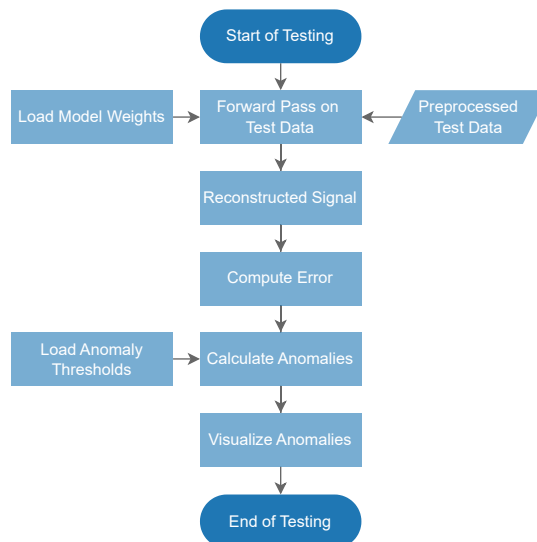 Start of Testing
Load Model Weights
Forward Pass on
Test Data
Preprocessed
Test Data
Reconstructed Signal
Compute Error
Load Anomaly
Thresholds
Calculate Anomalies
Visualize Anomalies
End of Testing